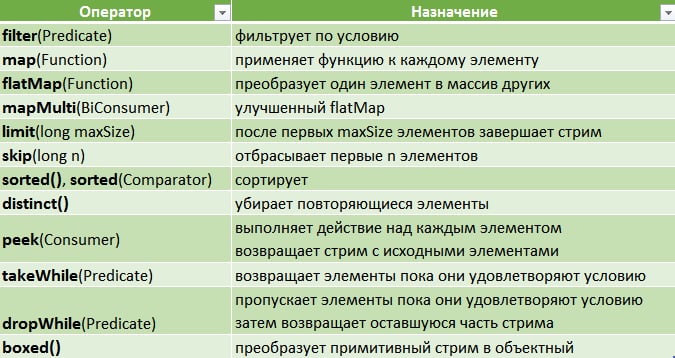 Оператор Назначение
filter(Predicate) фильтрует по условию
map(Function) применяет функцию к каждому элементу
flatMap(Function) преобразует один элемент в массив других
mapMulti(BiConsumer) улучшенный flatMap
limit(long maxSize) после первых maxSize элементов завершает стрим
skip(long n) отбрасывает первые n элементов
sorted(), sorted(Comparator) сортирует
distinct() убирает повторяющиеся элементы
peek(Consumer) выполняет действие над каждым элементом
возвращает стрим с исходными элементами
takeWhile(Predicate) возвращает элементы пока они удовлетворяют условию
пропускает элементы пока они удовлетворяют условию
dropWhile(Predicate) затем возвращает оставшуюся часть стрима
boxed() преобразует примитивный стрим в объектный